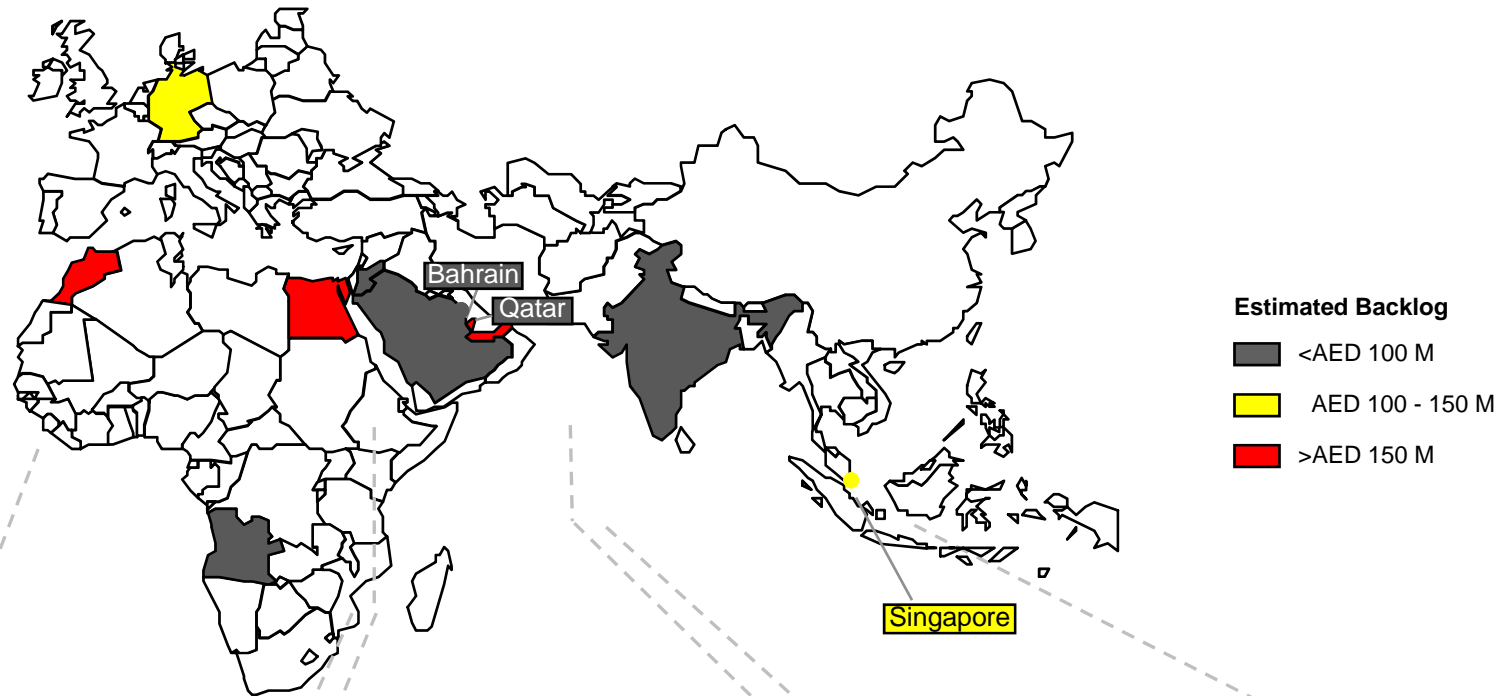 Bahrain
Qatar
Singapore
Estimated Backlog
<AED 100 M
AED 100 - 150 M
>AED 150 M